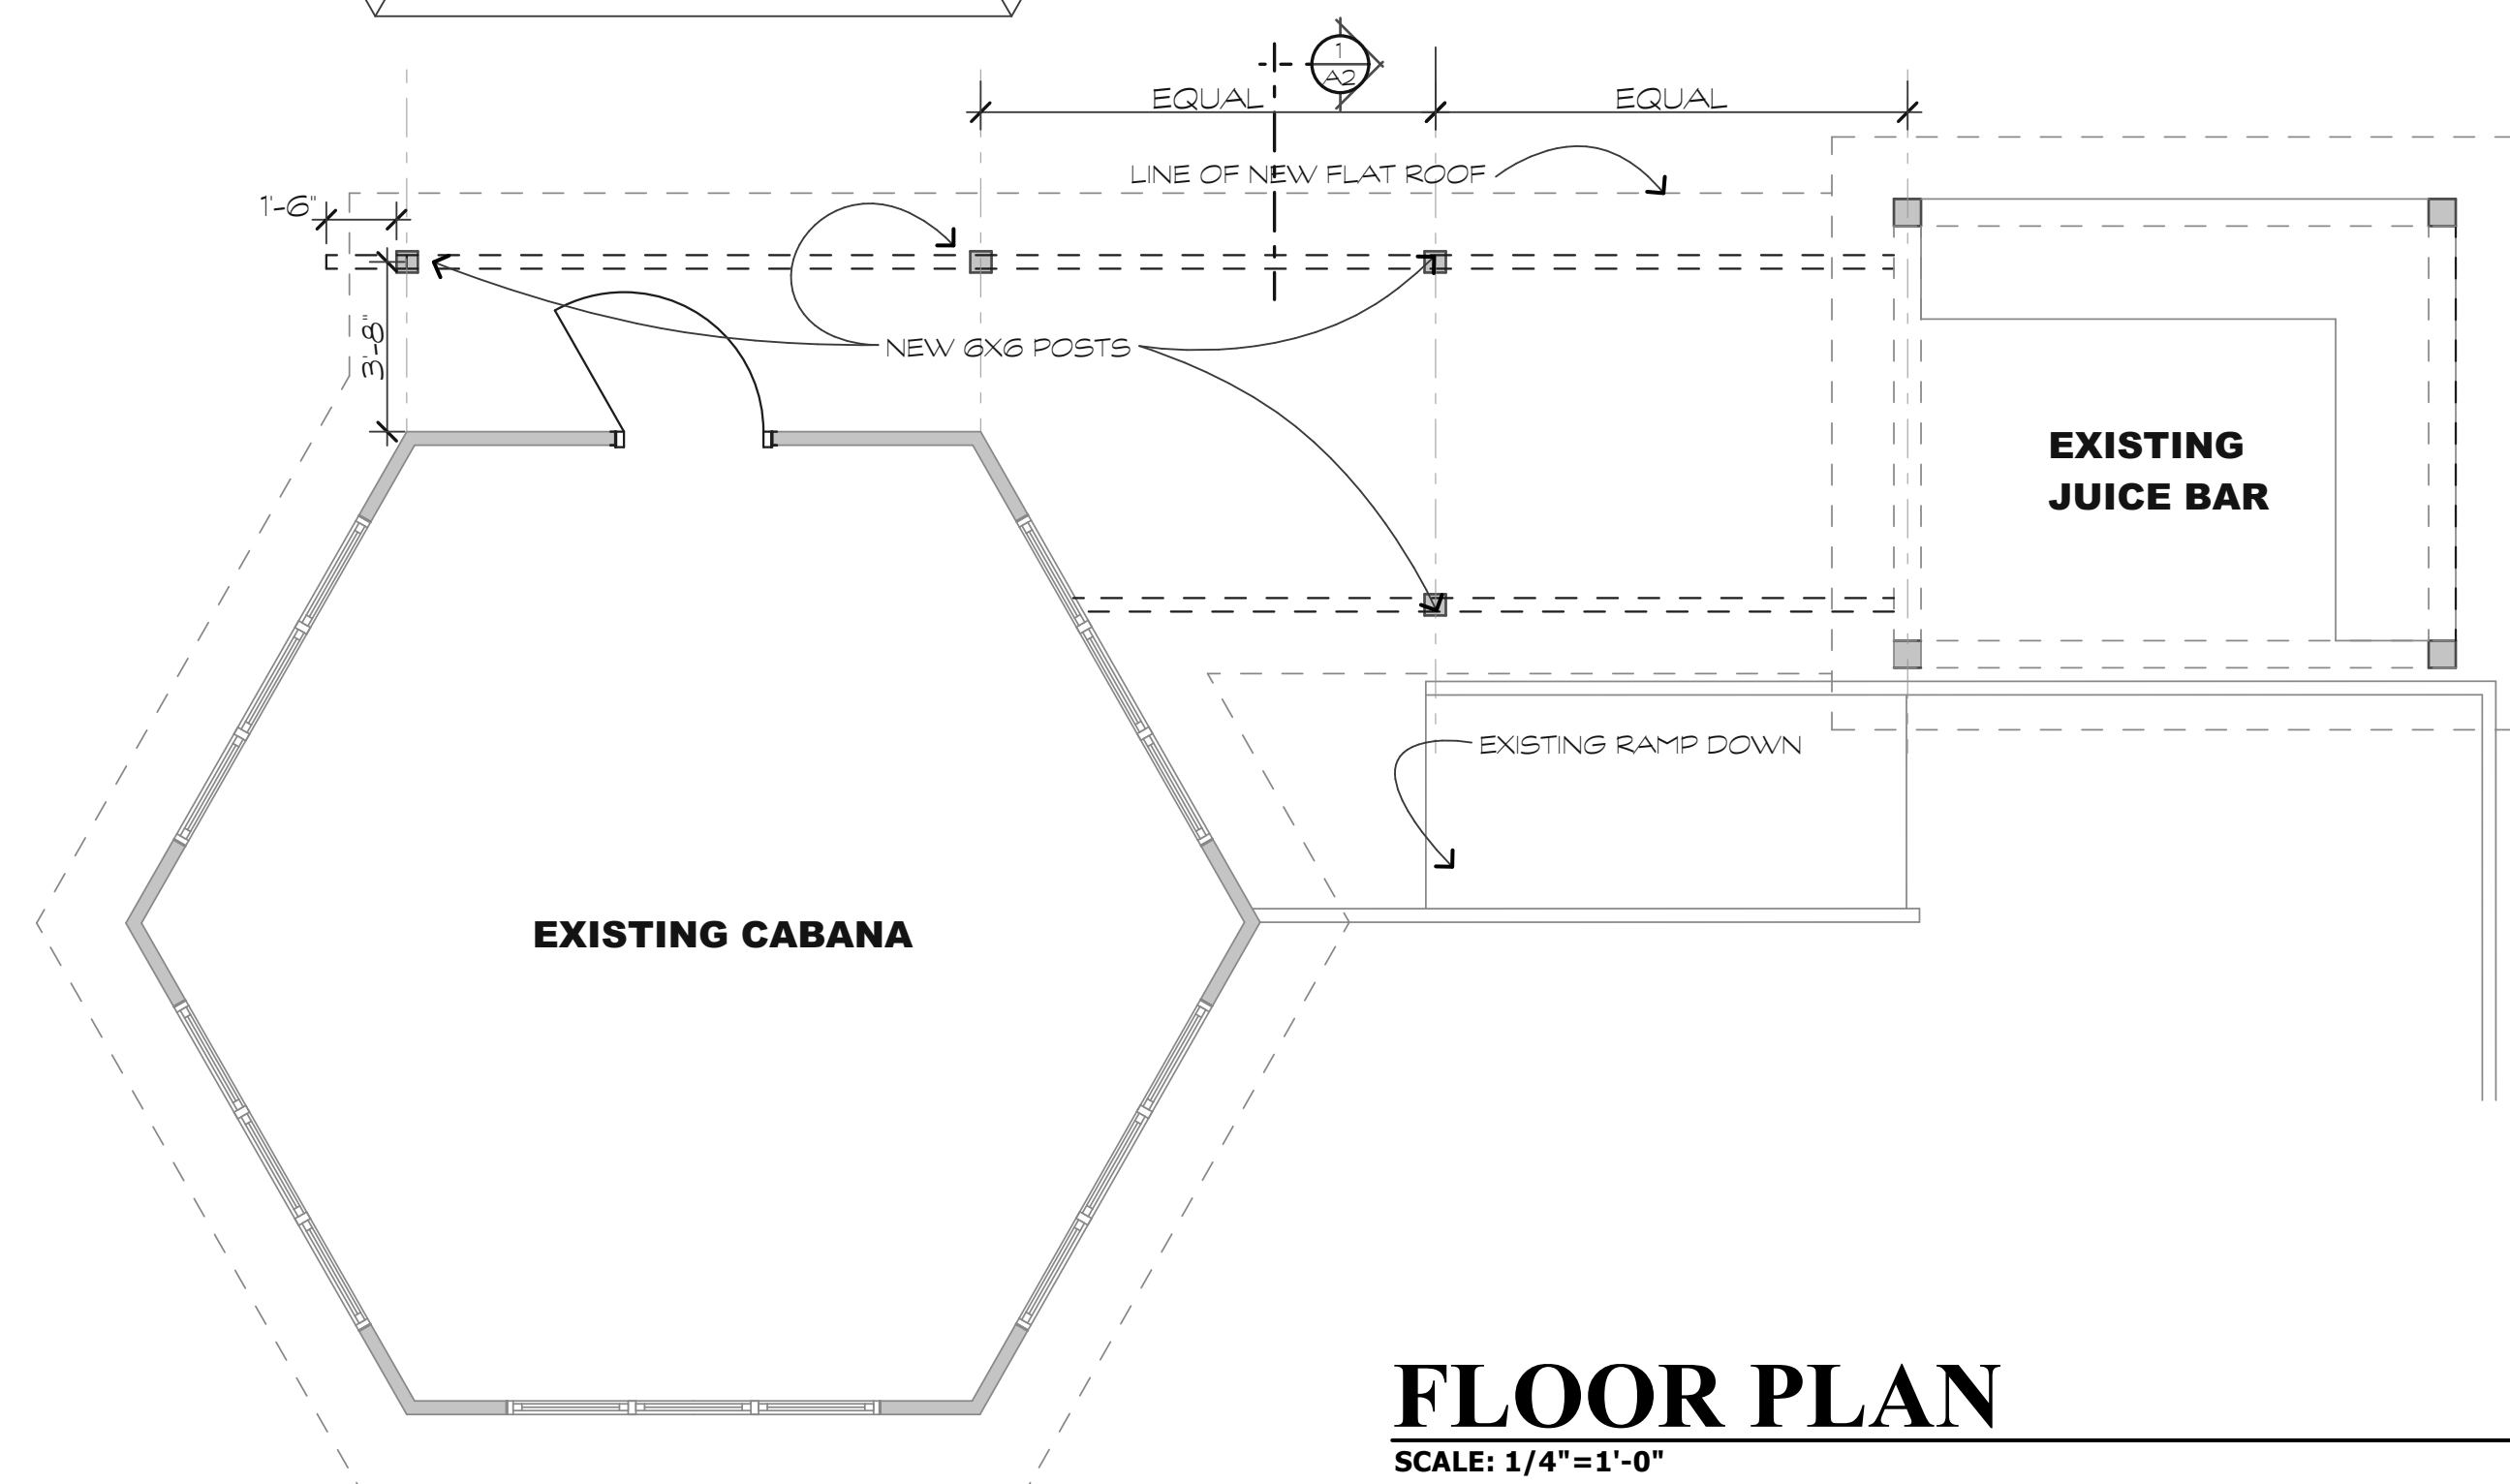 1
A2
EQUAL
EQUAL
LINE OF NEW FLAT ROOF
1'-6"
3'-8"
NEW 6X6 POSTS
EXISTING
JUICE BAR
EXISTING RAMP DOWN
EXISTING CABANA
FLOOR PLAN
SCALE: 1/4"=1'-0"